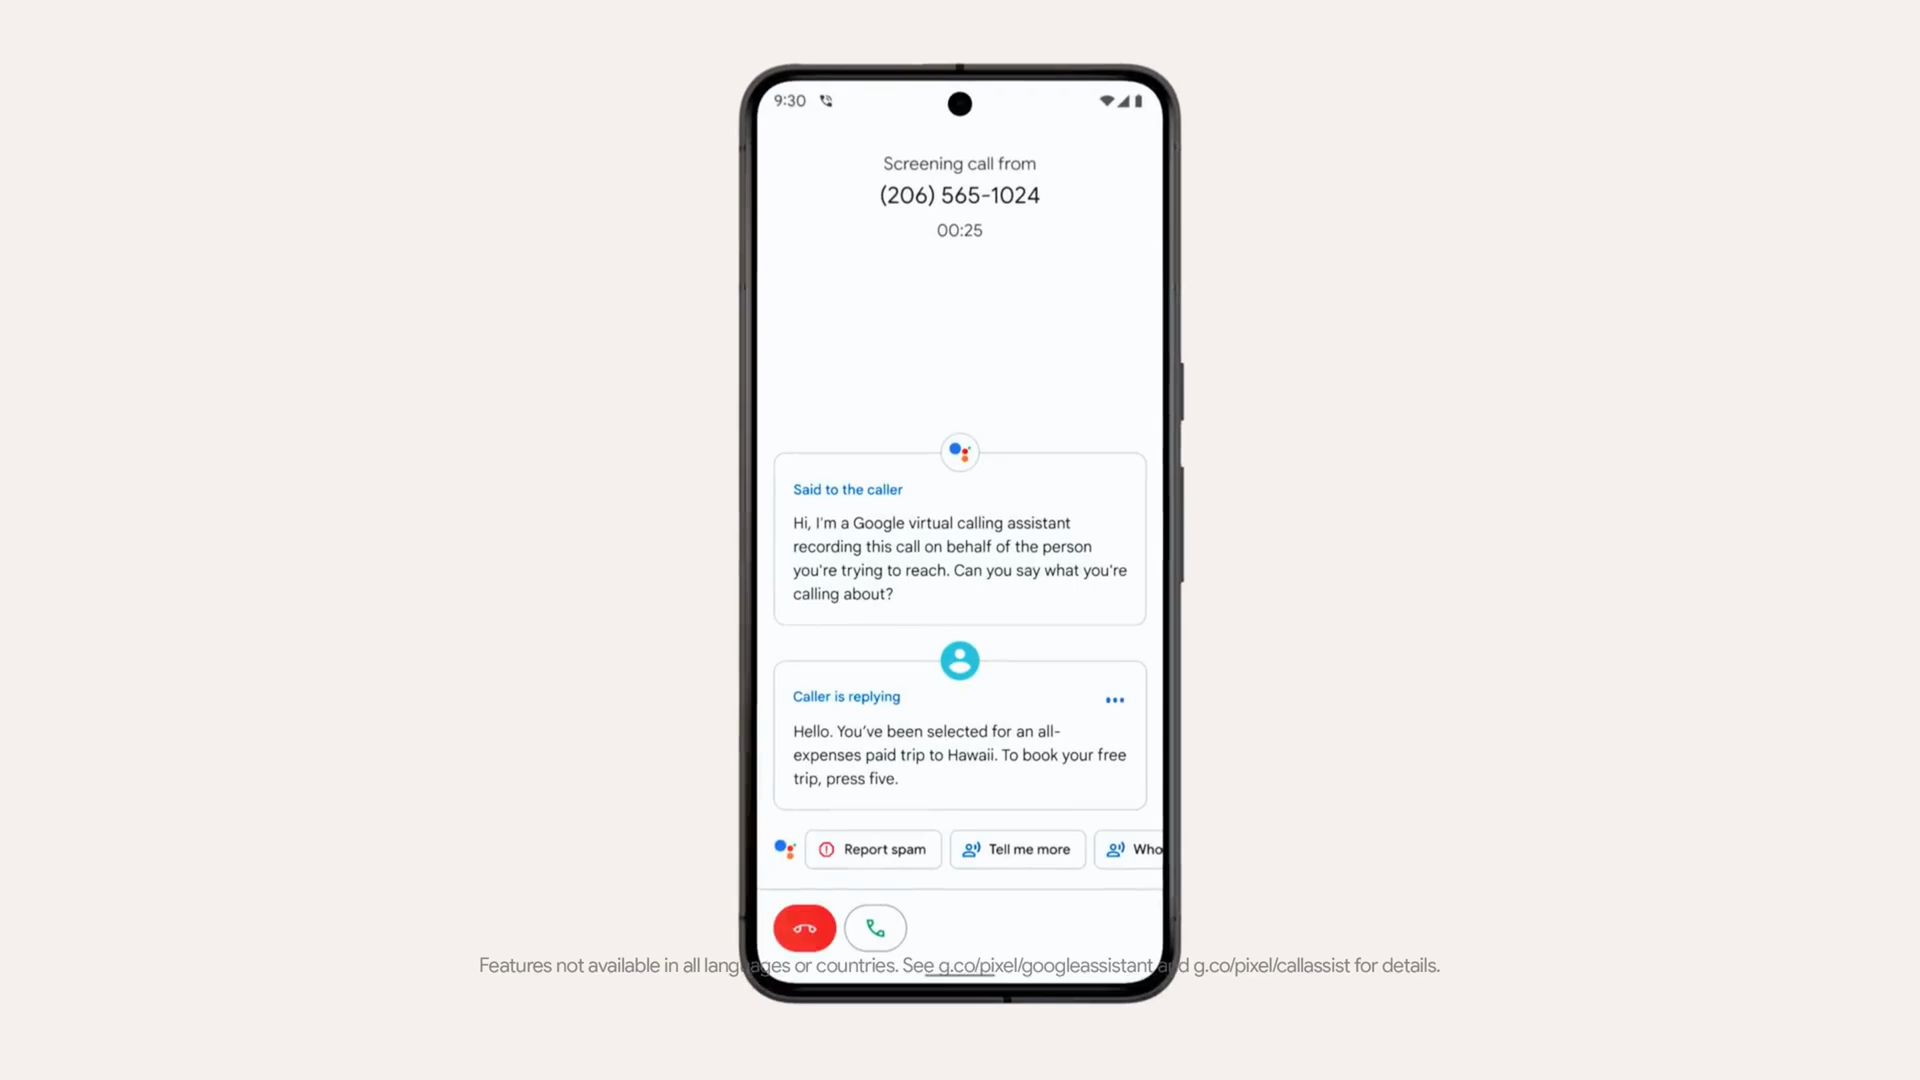 9:30
Screening call from
(206) 565-1024
00:25
Said to the caller
Hi, I'm a Google virtual calling assistant
recording this call on behalf of the person
you're trying to reach. Can you say what you're
calling about?
Caller is replying
Hello. You've been selected for an all-
expenses paid trip to Hawaii. To book your free
trip, press five.
Report spam
Tell me more
Who
Features not available in all languages or countries. See g.co/pixel/googleassistant and g.co/pixel/callassist for details.